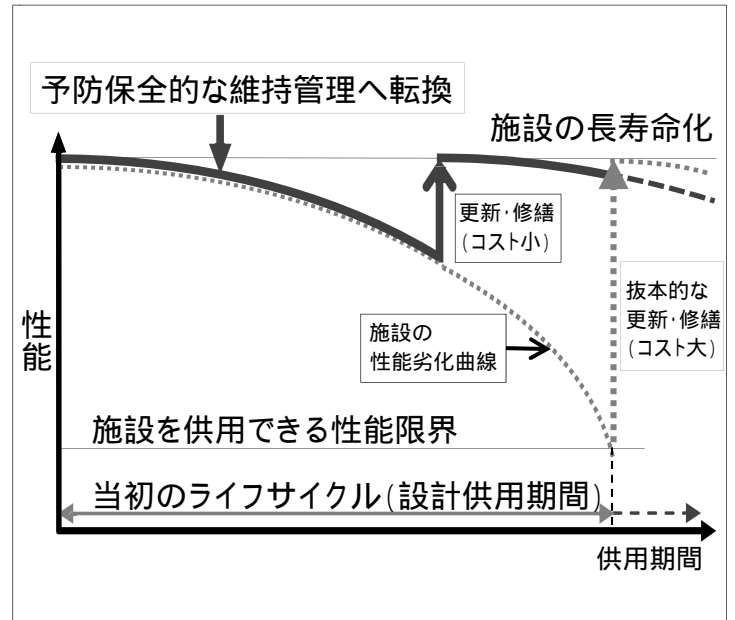 予防保全的な維持管理へ転換
施設の長寿命化
更新･修繕
(コスト小)
抜本的な
更新･修繕
(コスト大)
性能
施設の
性能劣化曲線
施設を供用できる性能限界
当初のライフサイクル(設計供用期間)
供用期間